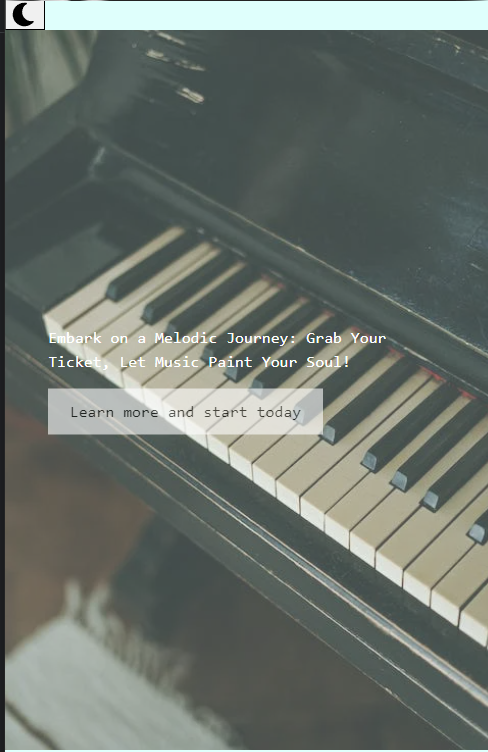 Embark on a Melodic Journey: Grab Your
Ticket, Let Music Paint Your Soul!
Learn more and start today